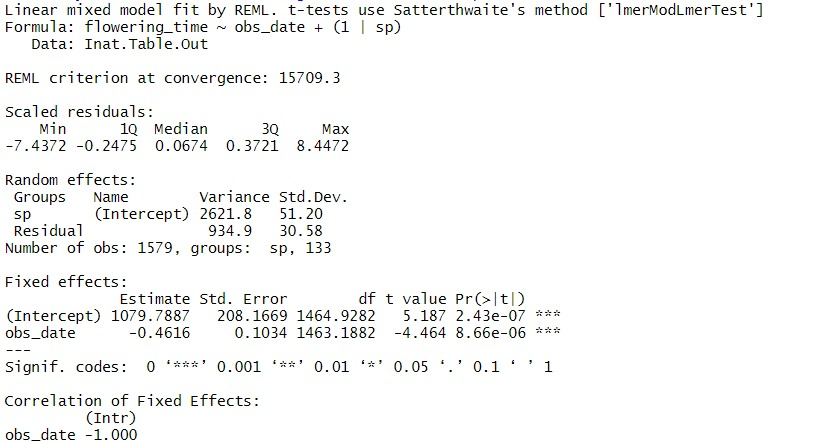 Linear mixed model fit by REML. t-tests use Satterthwaite's method ['lmerModLmerTest']
Formula: flowering_time ~ obs_date + (1 | sp)
   Data: Inat.Table.Out

REML criterion at convergence: 15709.3

Scaled residuals:
    Min      1Q  Median      3Q     Max
-7.4372 -0.2475  0.0674  0.3721  8.4472

Random effects:
 Groups   Name        Variance Std.Dev.
 sp       (Intercept) 2621.8   51.20
 Residual              934.9   30.58
Number of obs: 1579, groups:  sp, 133

Fixed effects:
             Estimate Std. Error        df t value Pr(>|t|)
(Intercept) 1079.7887   208.1669 1464.9282   5.187 2.43e-07 ***
obs_date      -0.4616     0.1034 1463.1882  -4.464 8.66e-06 ***
---
Signif. codes:  0 ‘***’ 0.001 ‘**’ 0.01 ‘*’ 0.05 ‘.’ 0.1 ‘ ’ 1

Correlation of Fixed Effects:
         (Intr)
obs_date -1.000